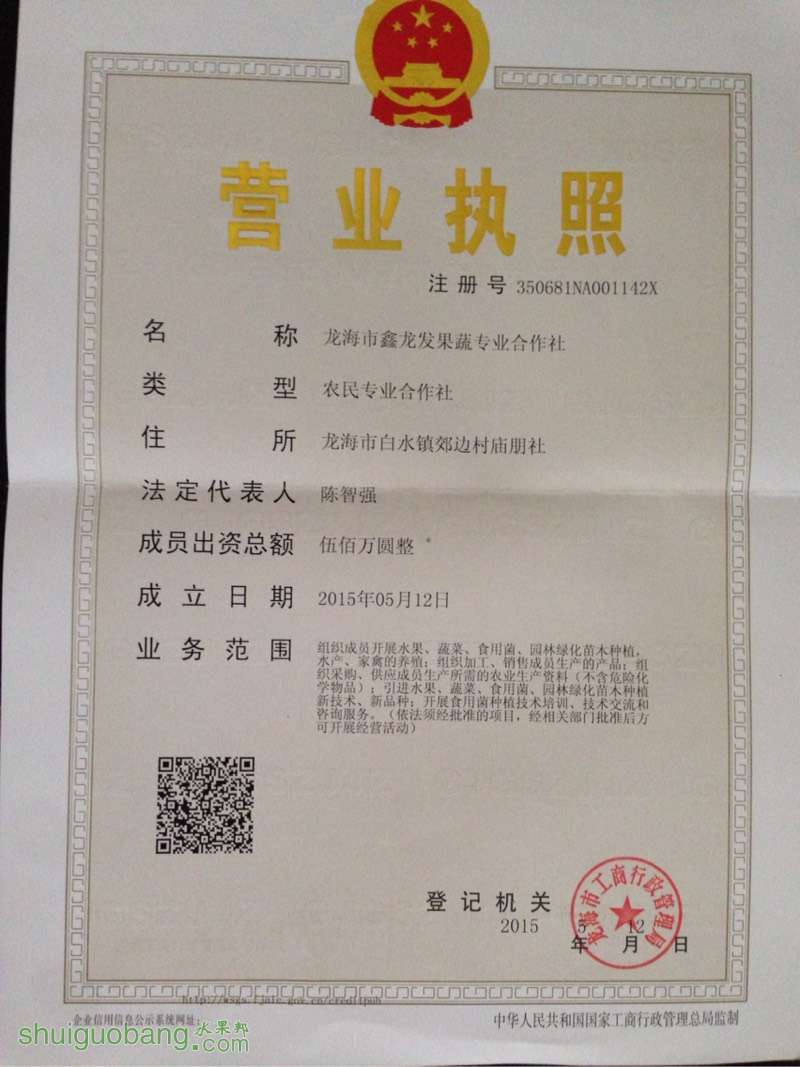 营业执照
注册号 350681NA001142X
名称 龙海市鑫龙发果蔬专业合作社
类型 农民专业合作社
住所 龙海市白水镇郊边村庙朋社
法定代表人 陈智强
成员出资总额 伍佰万圆整
成立日期 2015年05月12日
业务范围 组织成员开展水果、蔬菜、食用菌、园林绿化苗木种植，
水产、家禽的养殖；组织加工、销售成员生产的产品；组
织采购、供应成员生产所需的农业生产资料（不含危险化
学物品）；引进水果、蔬菜、食用菌、园林绿化苗木种植
新技术、新品种；开展食用菌种植技术培训、技术交流和
咨询服务。（依法须经批准的项目，经相关部门批准后方
可开展经营活动）
龙海市工商行政管理局
登记机关
2015 5 12
年 月 日
http://wsgs.fjaic.gov.cn/creditpub
企业信用信息公示系统网址：
中华人民共和国国家工商行政管理总局监制
shuiguobang.com
水果邦